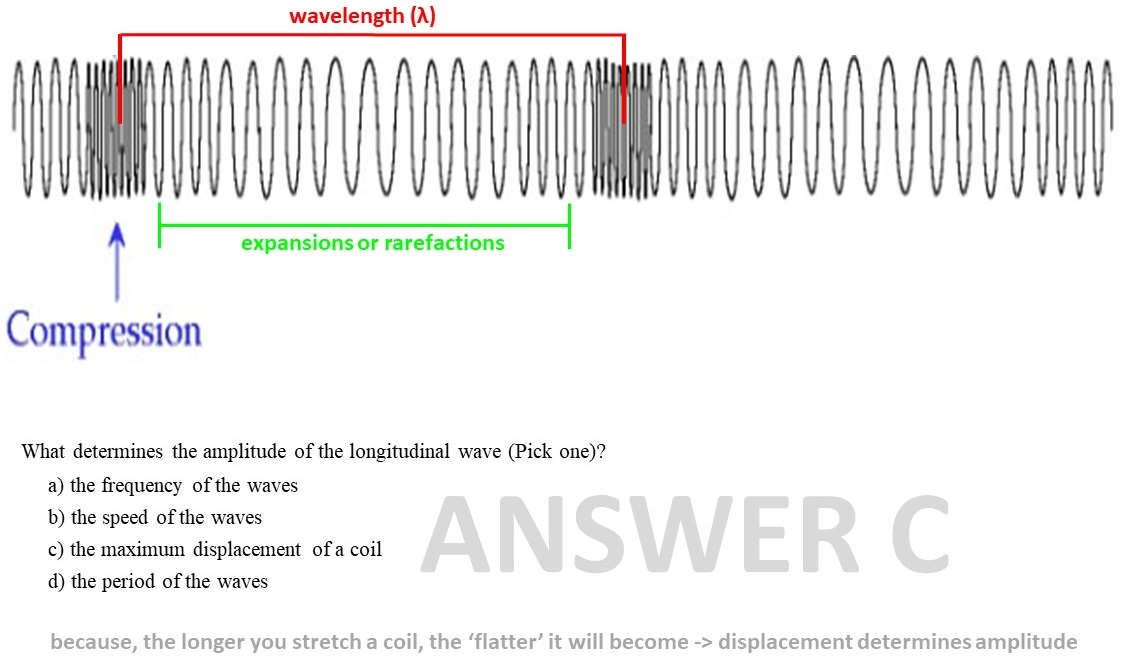 wavelength (λ)
expansions or rarefactions
Compression
What determines the amplitude of the longitudinal wave (Pick one)?
a) the frequency of the waves
b) the speed of the waves
c) the maximum displacement of a coil
d) the period of the waves
ANSWER C
because, the longer you stretch a coil, the ‘flatter’ it will become -> displacement determines amplitude